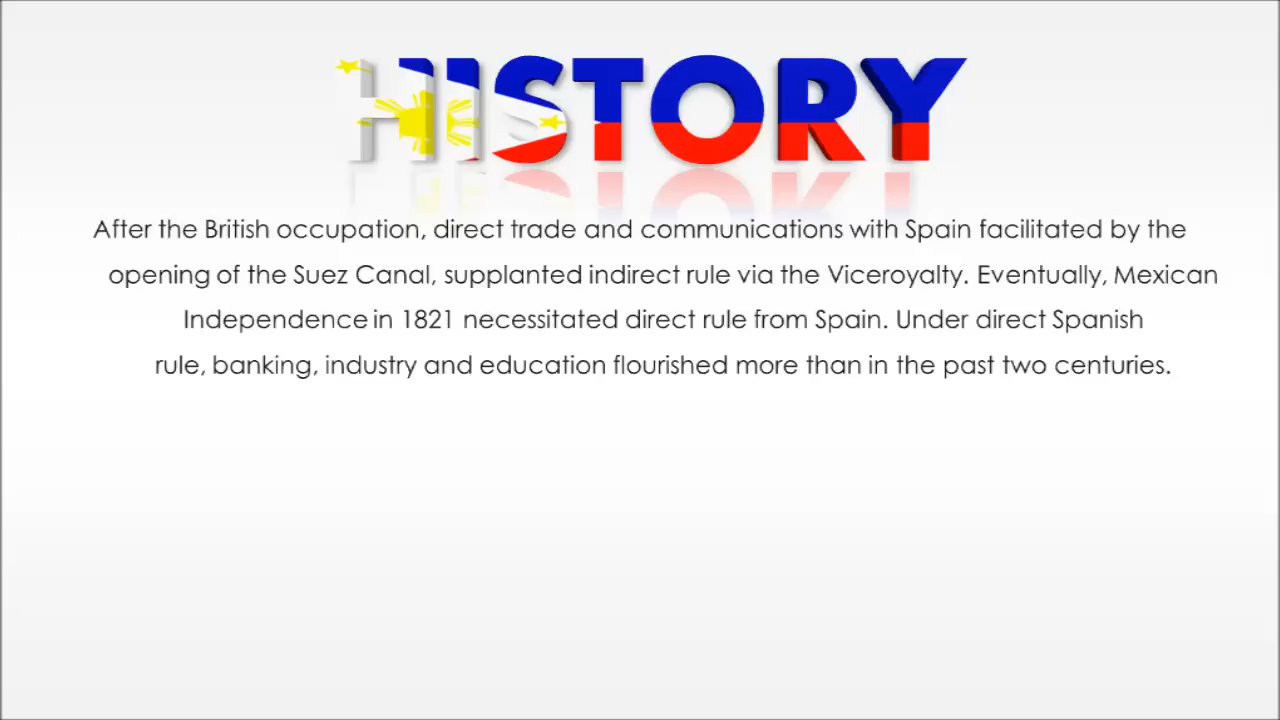 HISTORY
After the British occupation, direct trade and communications with Spain facilitated by the
opening of the Suez Canal, supplanted indirect rule via the Viceroyalty. Eventually, Mexican
Independence in 1821 necessitated direct rule from Spain. Under direct Spanish
rule, banking, industry and education flourished more than in the past two centuries.